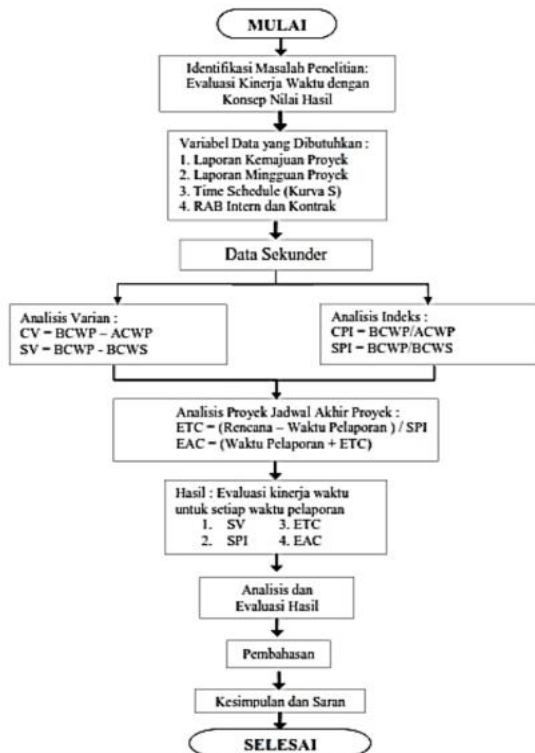 MULAI
Identifikasi Masalah Penelitian:
Evaluasi Kinerja Waktu dengan
Konsep Nilai Hasil
Variabel Data yang Dibutuhkan :
1. Laporan Kemajuan Proyek
2. Laporan Mingguan Proyek
3. Time Schedule (Kurva S)
4. RAB Intern dan Kontrak
Data Sekunder
Analisis Varian :
CV = BCWP – ACWP
SV = BCWP - BCWS
Analisis Indeks :
CPI = BCWP/ACWP
SPI = BCWP/BCWS
Analisis Proyek Jadwal Akhir Proyek :
ETC = (Rencana – Waktu Pelaporan ) / SPI
EAC = (Waktu Pelaporan + ETC)
Hasil : Evaluasi kinerja waktu
untuk setiap waktu pelaporan
1. SV 3. ETC
2. SPI 4. EAC
Analisis dan
Evaluasi Hasil
Pembahasan
Kesimpulan dan Saran
SELESAI